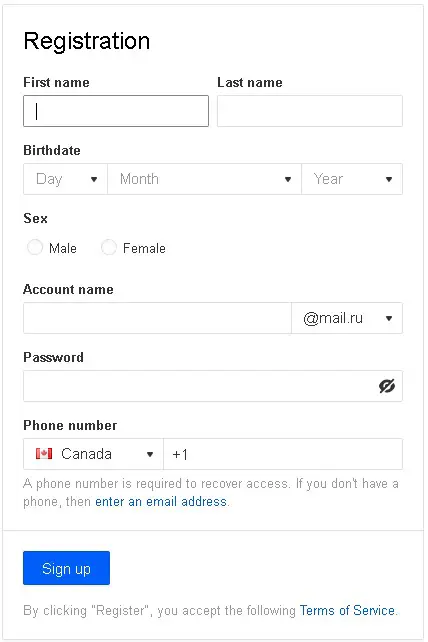 Registration
First name Last name
Birthdate
Day Month Year
Sex
Male Female
Account name
@mail.ru
Password
Phone number
Canada +1
A phone number is required to recover access. If you don't have a
phone, then enter an email address.
Sign up
By clicking "Register", you accept the following Terms of Service.